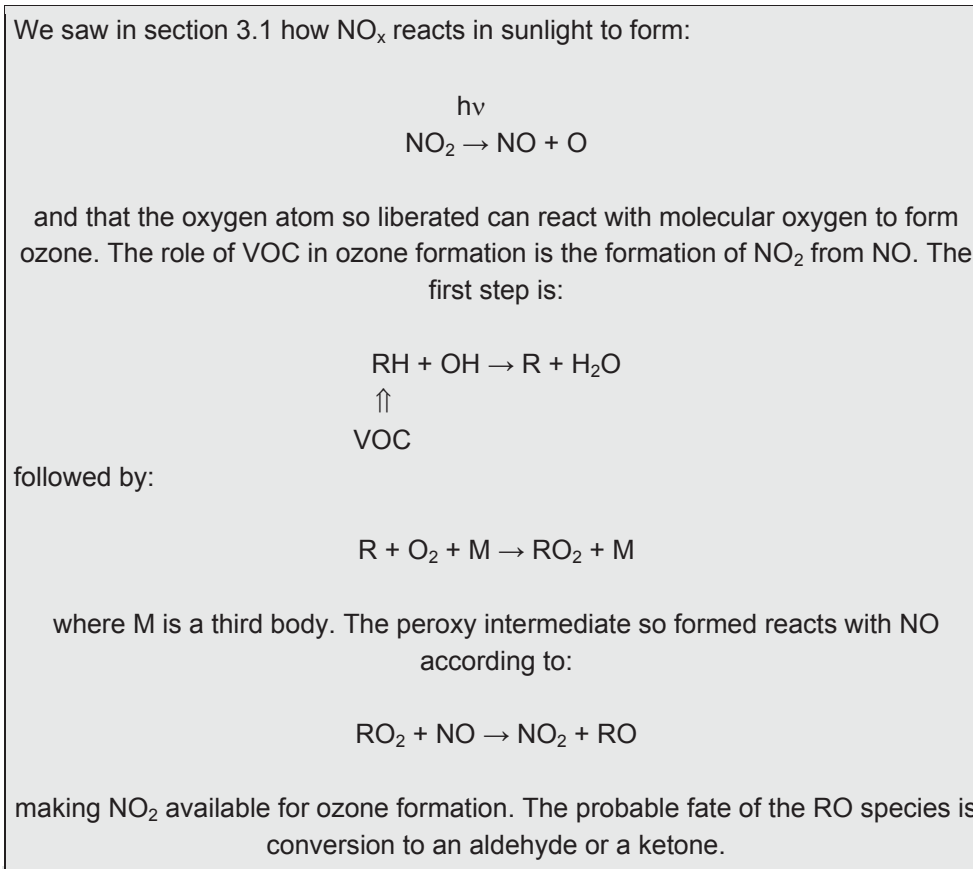 We saw in section 3.1 how NOₓ reacts in sunlight to form:
hν
NO₂ → NO + O
and that the oxygen atom so liberated can react with molecular oxygen to form
ozone. The role of VOC in ozone formation is the formation of NO₂ from NO. The
first step is:
RH + OH → R + H₂O
⇑
VOC
followed by:
R + O₂ + M → RO₂ + M
where M is a third body. The peroxy intermediate so formed reacts with NO
according to:
RO₂ + NO → NO₂ + RO
making NO₂ available for ozone formation. The probable fate of the RO species is
conversion to an aldehyde or a ketone.